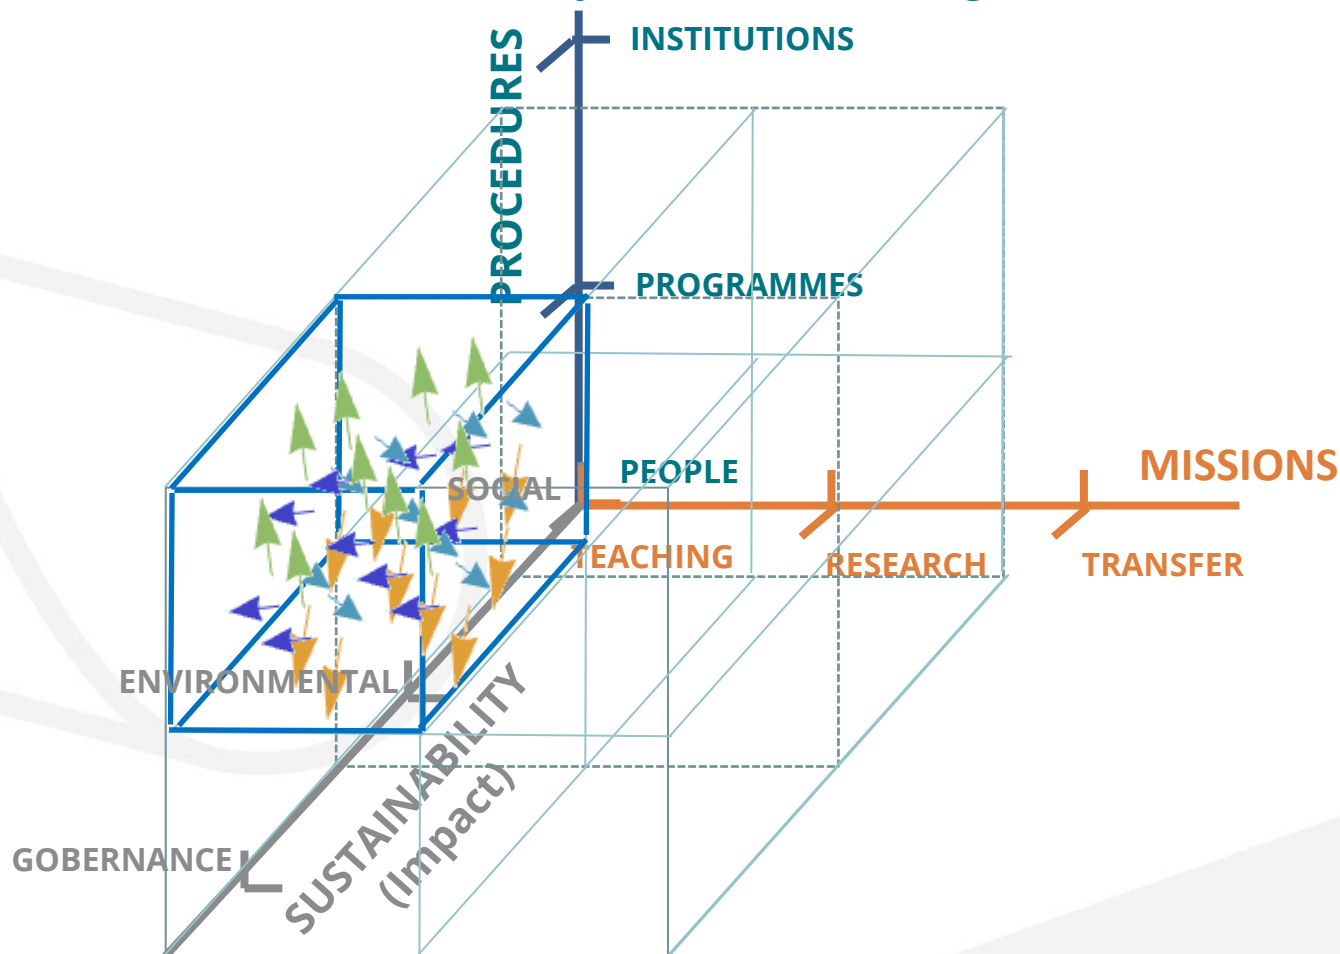 PROCEDURES
INSTITUTIONS
PROGRAMMES
PEOPLE
MISSIONS
SOCIAL
TEACHING
RESEARCH
TRANSFER
ENVIRONMENTAL
SUSTAINABILITY
(Impact)
GOBERNANCE